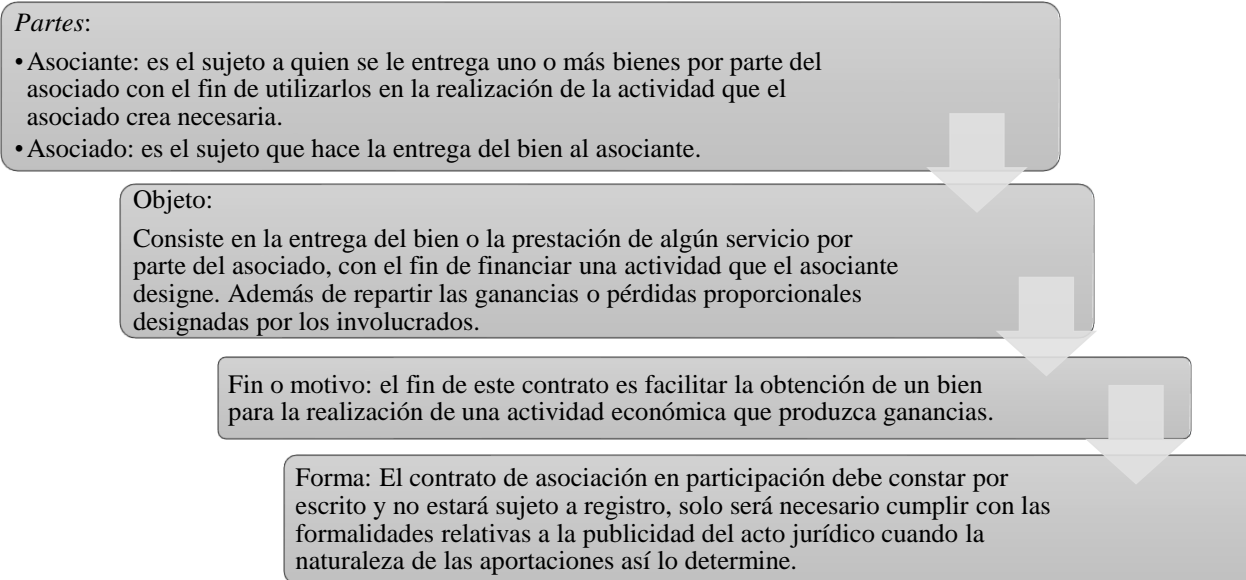 Partes:
• Asociante: es el sujeto a quien se le entrega uno o más bienes por parte del
asociado con el fin de utilizarlos en la realización de la actividad que el
asociado crea necesaria.
• Asociado: es el sujeto que hace la entrega del bien al asociante.
Objeto:
Consiste en la entrega del bien o la prestación de algún servicio por
parte del asociado, con el fin de financiar una actividad que el asociante
designe. Además de repartir las ganancias o pérdidas proporcionales
designadas por los involucrados.
Fin o motivo: el fin de este contrato es facilitar la obtención de un bien
para la realización de una actividad económica que produzca ganancias.
Forma: El contrato de asociación en participación debe constar por
escrito y no estará sujeto a registro, solo será necesario cumplir con las
formalidades relativas a la publicidad del acto jurídico cuando la
naturaleza de las aportaciones así lo determine.